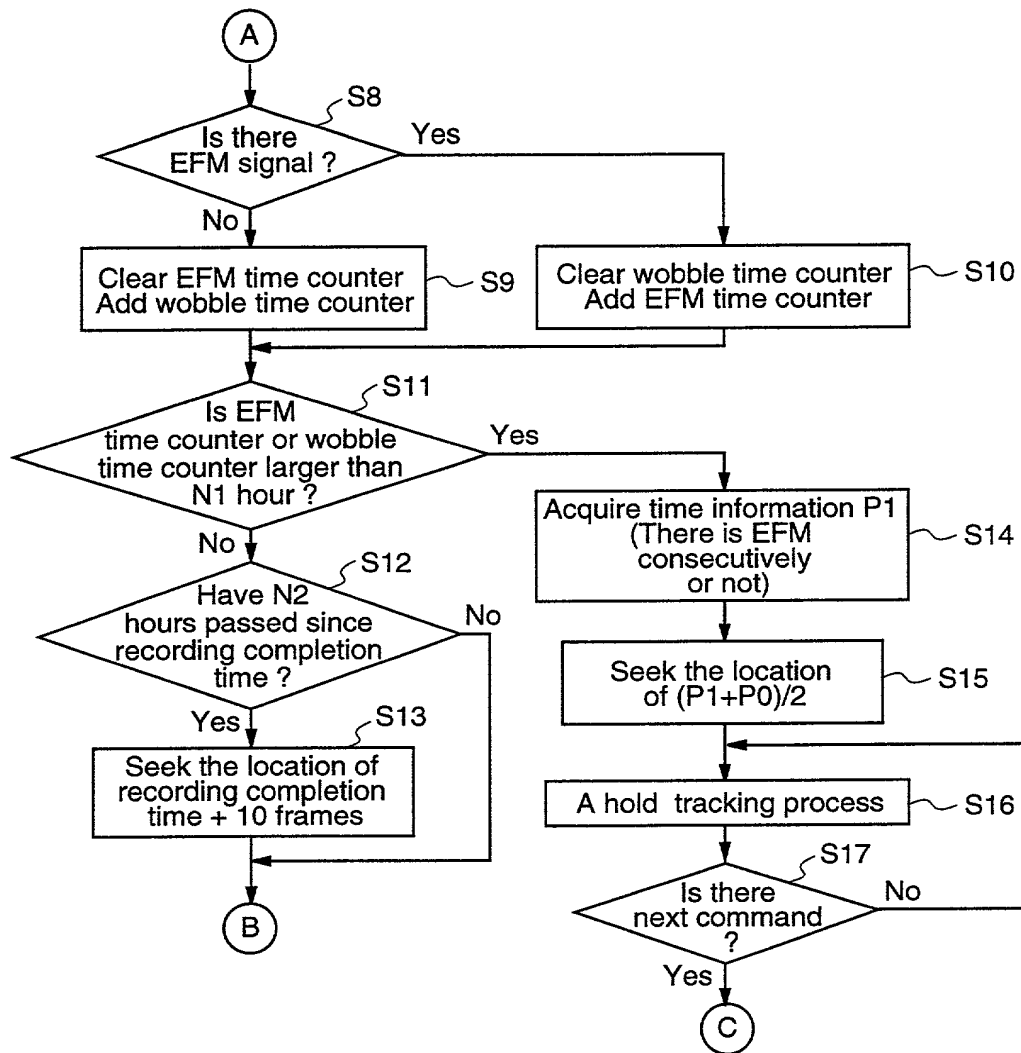 A
S8
Is there
EFM signal ?
Yes
No
Clear EFM time counter
Add wobble time counter
S9
Clear wobble time counter
Add EFM time counter
S10
S11
Is EFM
time counter or wobble
time counter larger than
N1 hour ?
Yes
No
Acquire time information P1
(There is EFM
consecutively
or not)
S14
S12
Have N2
hours passed since
recording completion
time ?
No
Yes
Seek the location
of (P1+P0)/2
S15
S13
Seek the location of
recording completion
time + 10 frames
B
A hold tracking process
S16
S17
Is there
next command
?
No
Yes
C